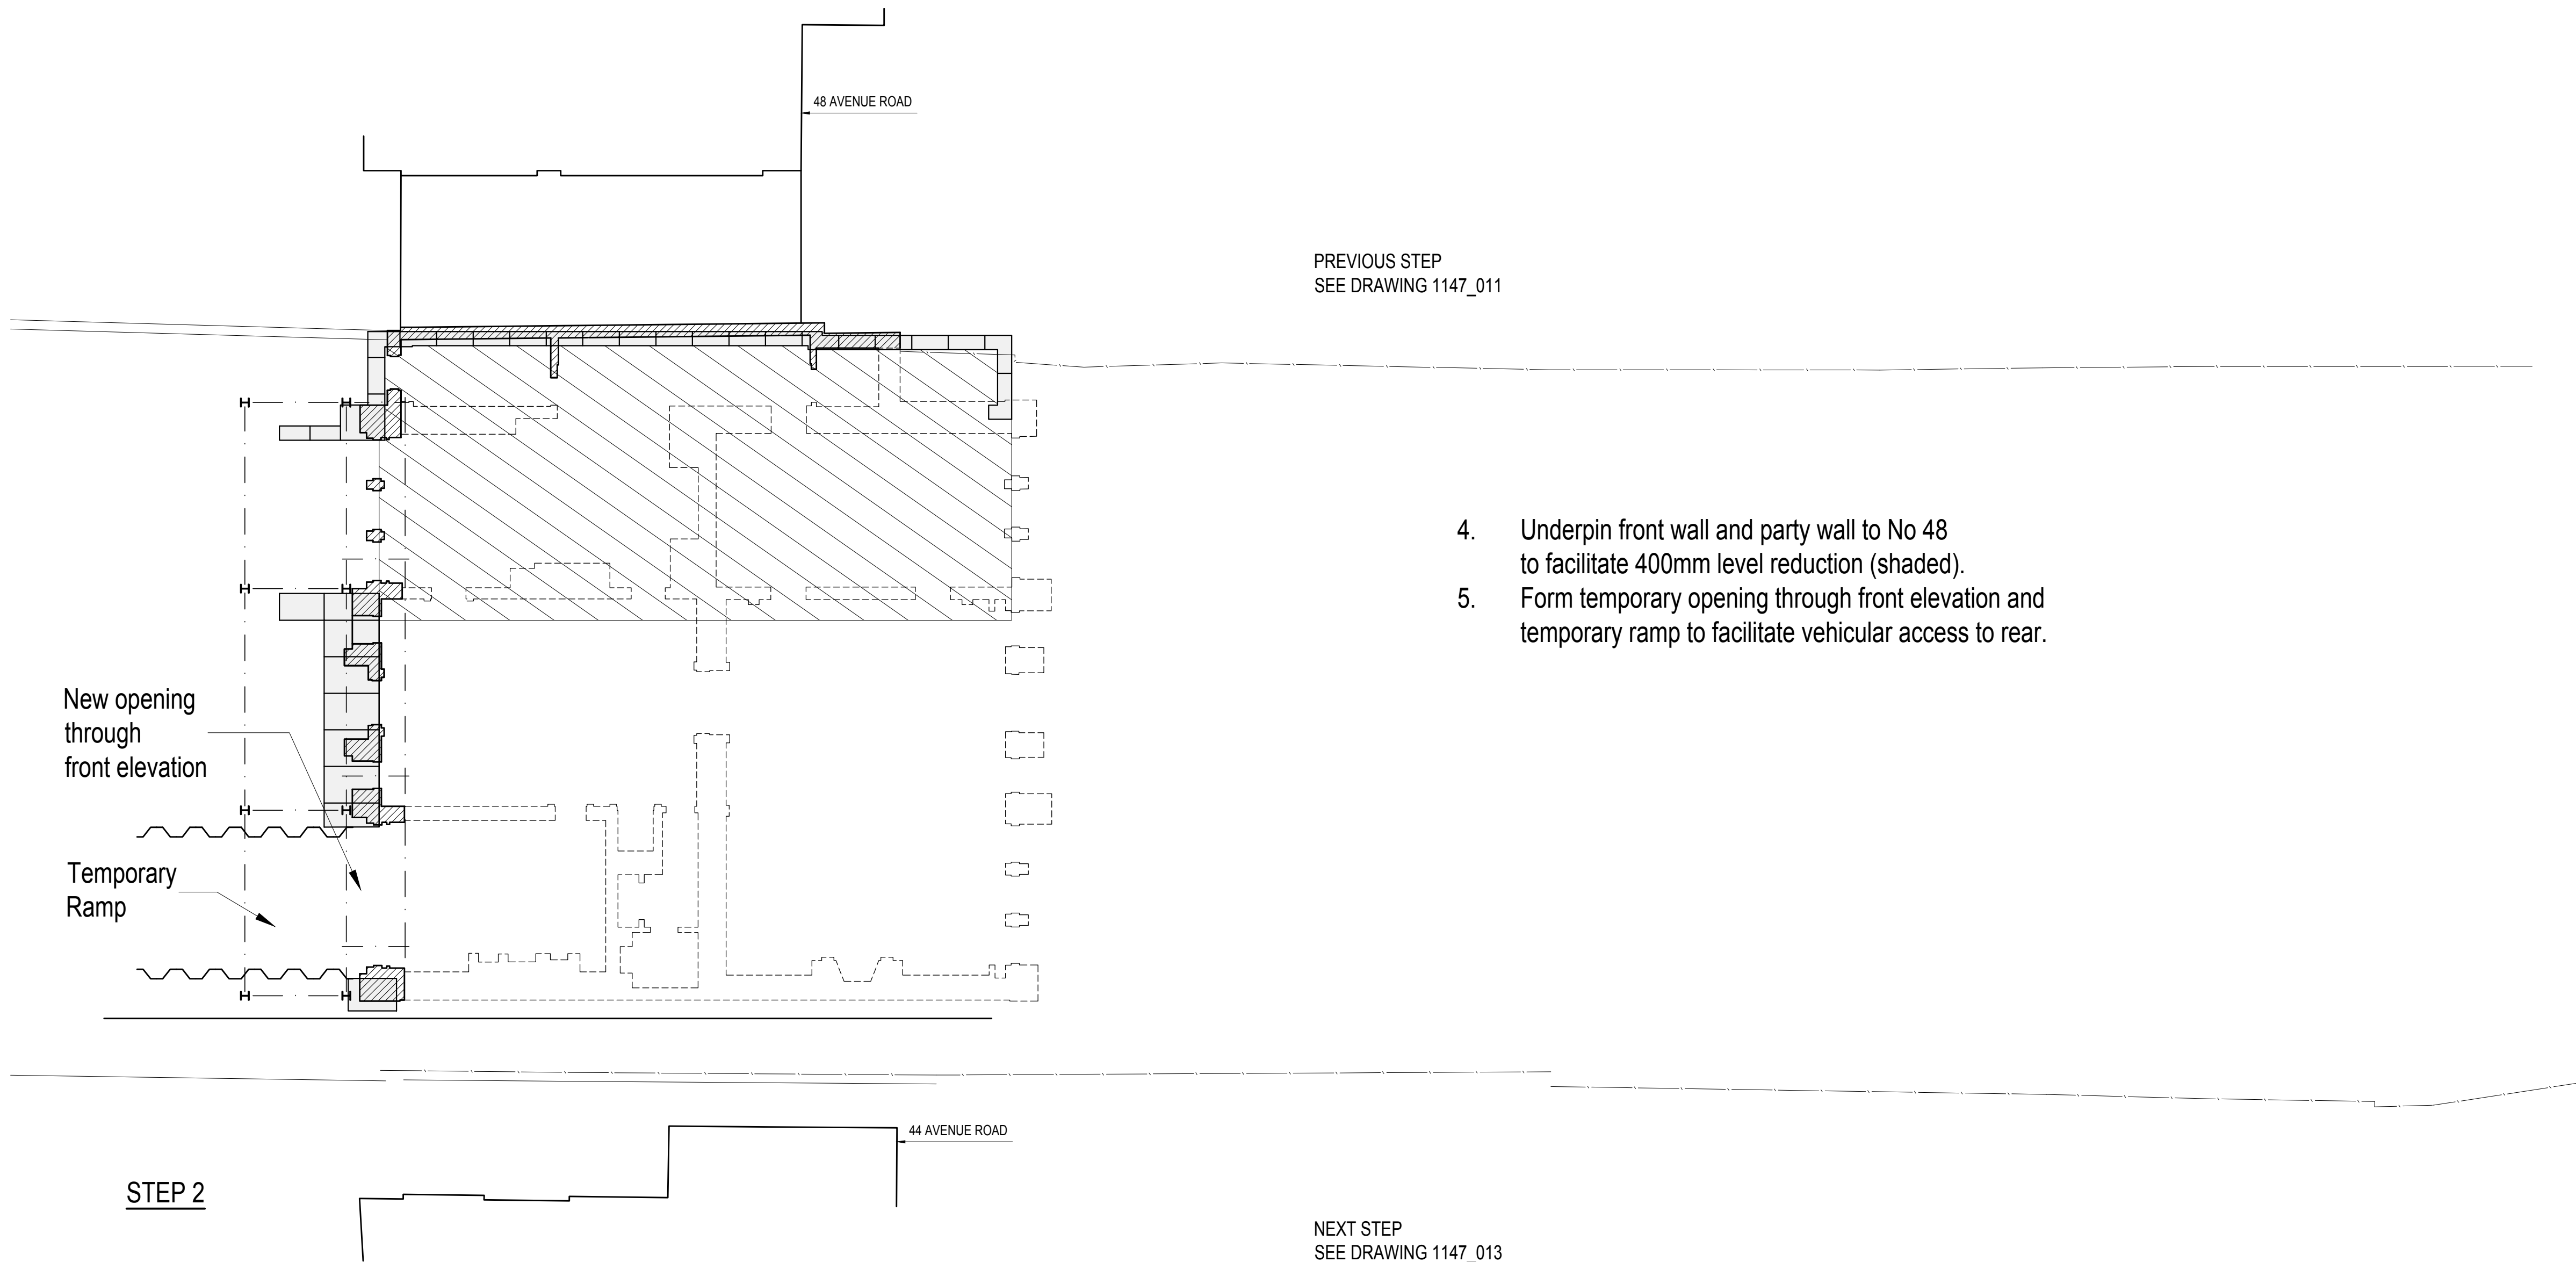 48 AVENUE ROAD
PREVIOUS STEP
SEE DRAWING 1147_011
4. Underpin front wall and party wall to No 48
to facilitate 400mm level reduction (shaded).
5. Form temporary opening through front elevation and
temporary ramp to facilitate vehicular access to rear.
New opening
through
front elevation
Temporary
Ramp
44 AVENUE ROAD
STEP 2
NEXT STEP
SEE DRAWING 1147_013